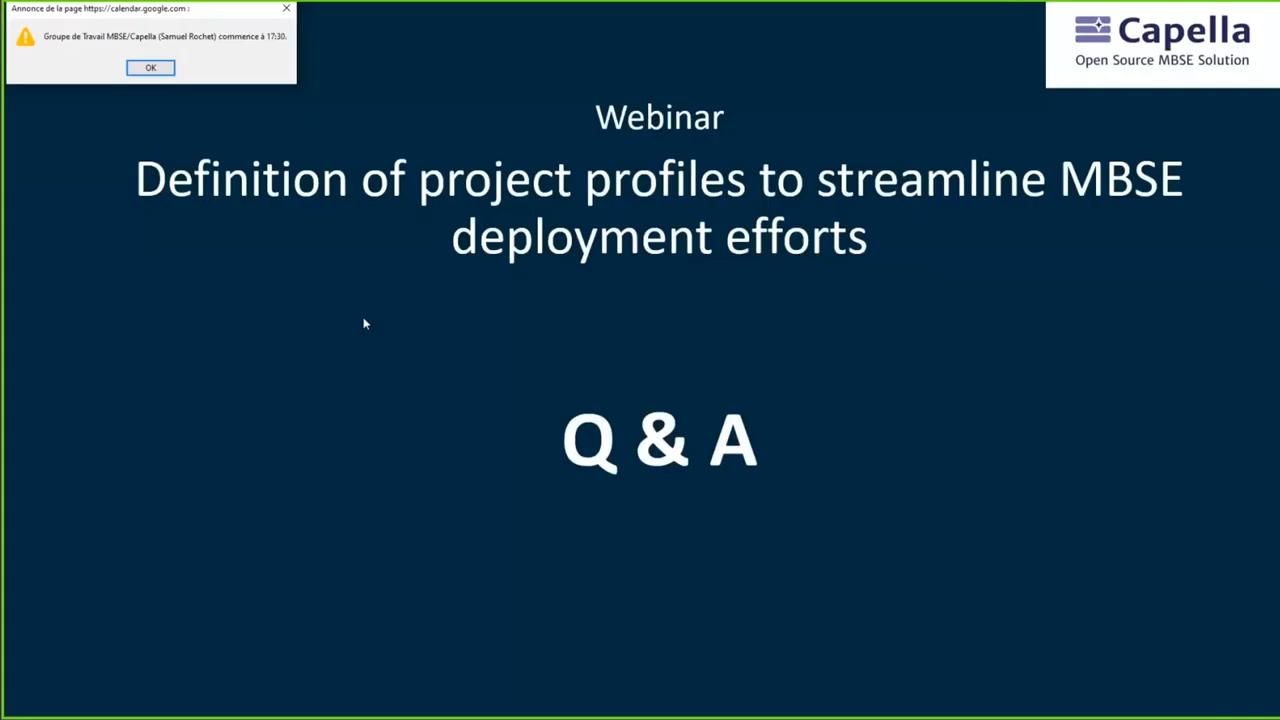 Annonce de la page https://calendar.google.com :
Groupe de Travail MBSE/Capella (Samuel Rochet) commence à 17:30.
OK
Capella
Open Source MBSE Solution
Webinar
Definition of project profiles to streamline MBSE
deployment efforts
Q & A